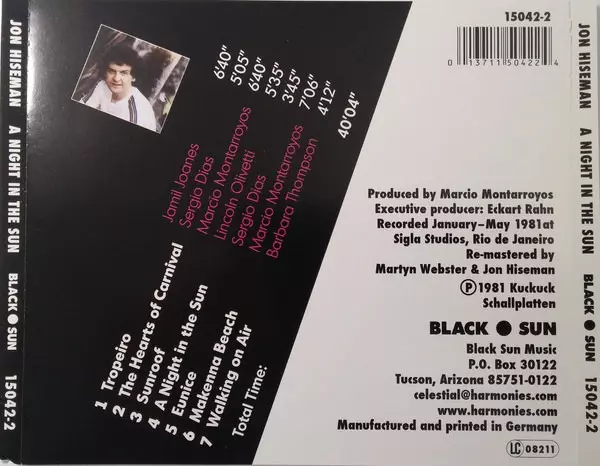 JON HISEMAN A NIGHT IN THE SUN BLACK ● SUN 15042-2
1 Tropeiro Jamil Joanes 6'40"
2 The Hearts of Carnival Sergio Dias 5'05"
3 Sunroof Marcio Montarroyos 6'40"
4 A Night in the Sun Lincoln Olivetti 5'35"
5 Eunice Sergio Dias 3'45"
6 Makenna Beach Marcio Montarroyos 7'06"
7 Walking on Air Barbara Thompson 4'12"
Total Time: 40'04"
15042-2
0 13711 50422 4
Produced by Marcio Montarroyos
Executive producer: Eckart Rahn
Recorded January–May 1981at
Sigla Studios, Rio de Janeiro
Re-mastered by
Martyn Webster & Jon Hiseman
Ⓟ 1981 Kuckuck
Schallplatten
BLACK ● SUN
Black Sun Music
P.O. Box 30122
Tucson, Arizona 85751-0122
celestial@harmonies.com
www.harmonies.com
Manufactured and printed in Germany
LC 08211
JON HISEMAN A NIGHT IN THE SUN BLACK ● SUN 15042-2